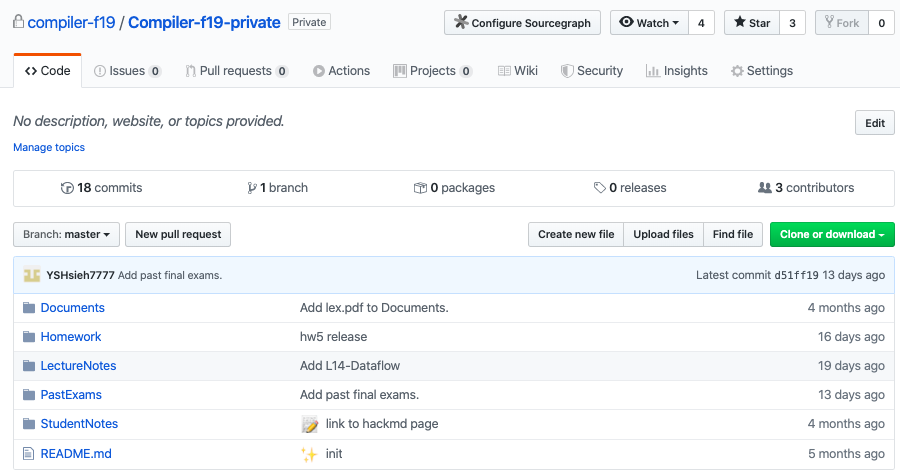 compiler-f19 / Compiler-f19-private Private Configure Sourcegraph Watch 4 Star 3 Fork 0
Code Issues 0 Pull requests 0 Actions Projects 0 Wiki Security Insights Settings
No description, website, or topics provided. Edit
Manage topics
18 commits 1 branch 0 packages 0 releases 3 contributors
Branch: master New pull request Create new file Upload files Find file Clone or download
YSHsieh7777 Add past final exams. Latest commit d51ff19 13 days ago
Documents Add lex.pdf to Documents. 4 months ago
Homework hw5 release 16 days ago
LectureNotes Add L14-Dataflow 19 days ago
PastExams Add past final exams. 13 days ago
StudentNotes link to hackmd page 4 months ago
README.md init 5 months ago